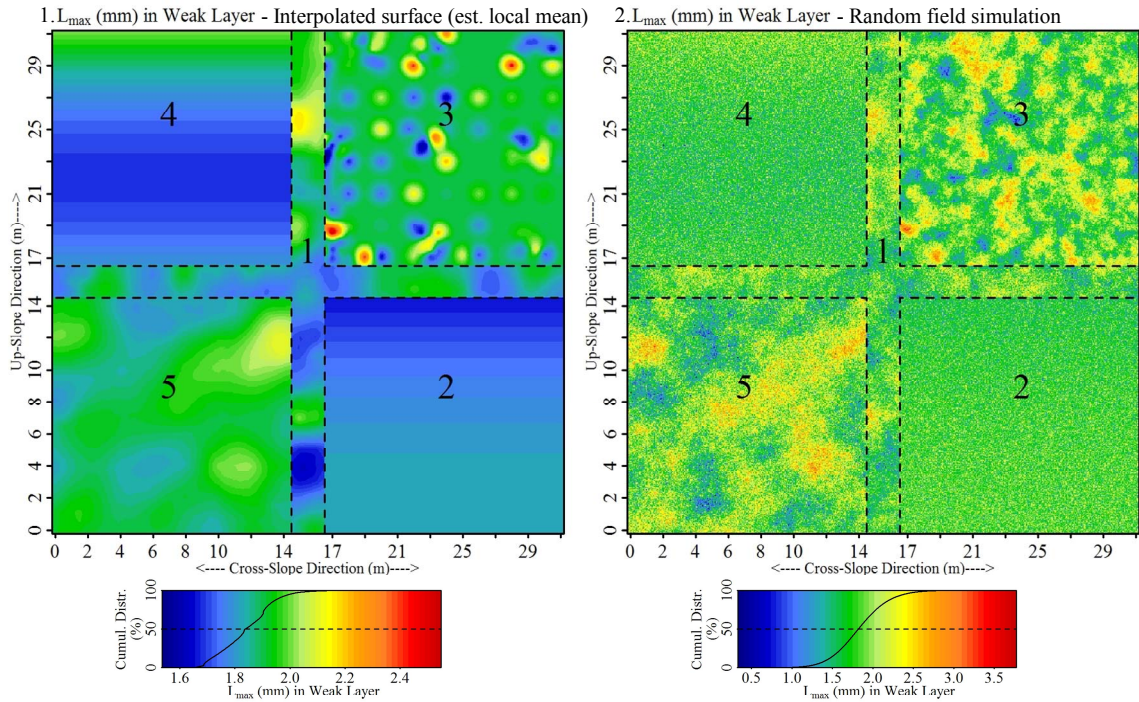 1.Lmax (mm) in Weak Layer - Interpolated surface (est. local mean)
4
3
1
5
2
Up-Slope Direction (m)---->
0 2 4 6 8 10 14 17 21 25 29
0 2 4 6 8 10 14 17 21 25 29
<---- Cross-Slope Direction (m)---->
Cumul. Distr.
(%)
0 50 100
1.6 1.8 2.0 2.2 2.4
Lmax (mm) in Weak Layer
2.Lmax (mm) in Weak Layer - Random field simulation
4
3
1
5
2
Up-Slope Direction (m)---->
0 2 4 6 8 10 14 17 21 25 29
0 2 4 6 8 10 14 17 21 25 29
<---- Cross-Slope Direction (m)---->
Cumul. Distr.
(%)
0 50 100
0.5 1.0 1.5 2.0 2.5 3.0 3.5
Lmax (mm) in Weak Layer